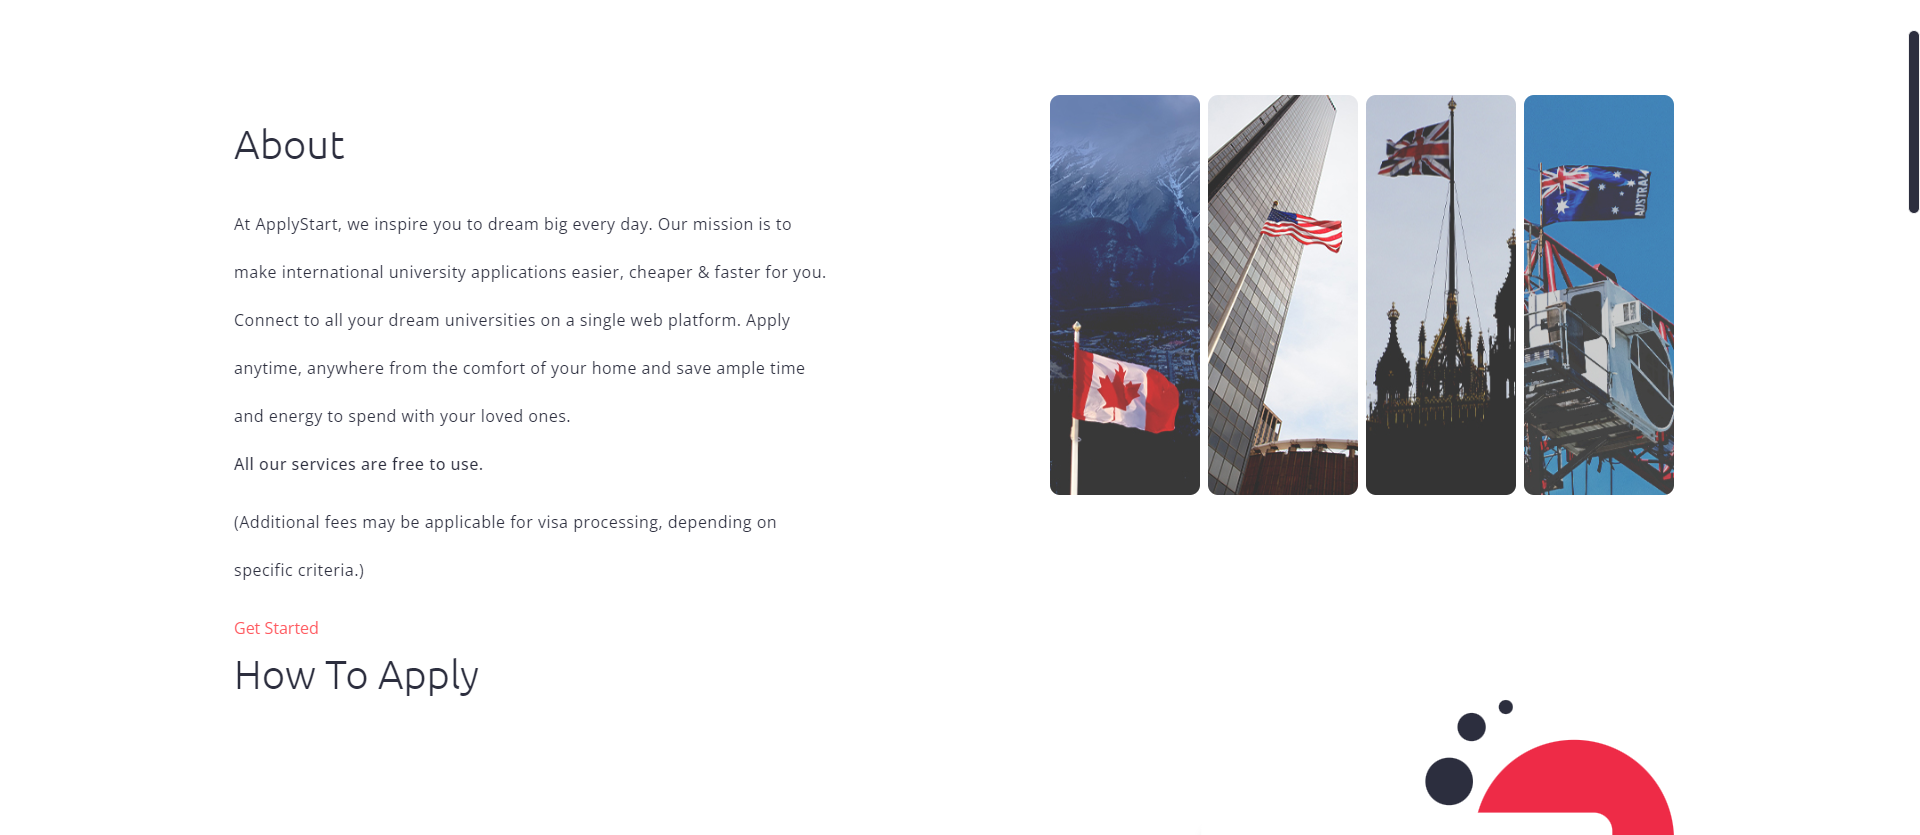 About
At ApplyStart, we inspire you to dream big every day. Our mission is to
make international university applications easier, cheaper & faster for you.
Connect to all your dream universities on a single web platform. Apply
anytime, anywhere from the comfort of your home and save ample time
and energy to spend with your loved ones.
All our services are free to use.
(Additional fees may be applicable for visa processing, depending on
specific criteria.)
Get Started
How To Apply